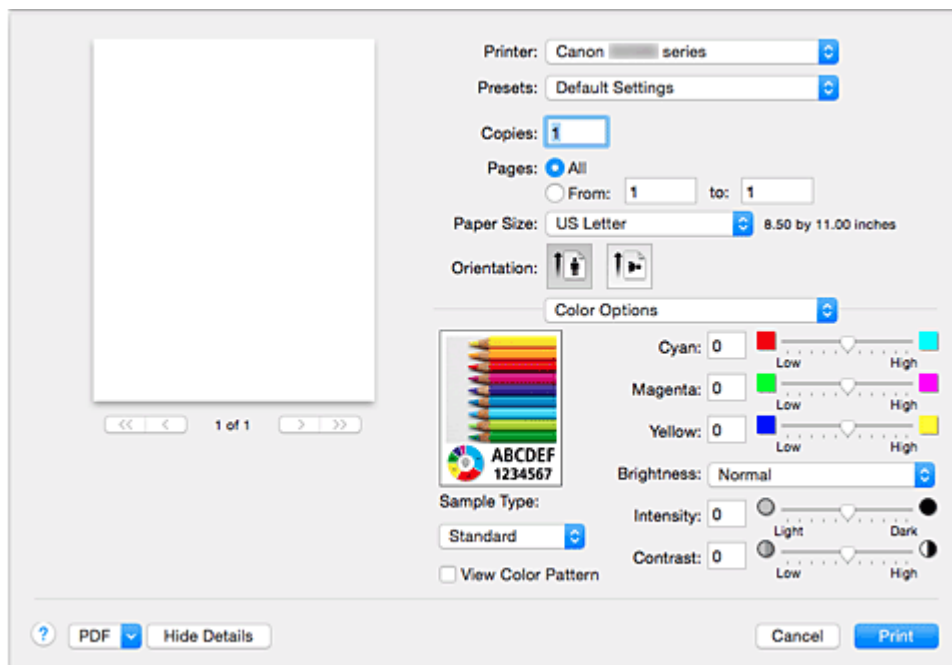 Printer: Canon series
Presets: Default Settings
Copies: 1
Pages: All
From: 1 to: 1
Paper Size: US Letter 8.50 by 11.00 inches
Orientation:
Color Options
Cyan: 0
Low High
Magenta: 0
Low High
Yellow: 0
Low High
ABCDEF
1234567
Brightness: Normal
Sample Type:
Intensity: 0
Light Dark
Standard
Contrast: 0
Low High
View Color Pattern
1 of 1
? PDF Hide Details Cancel Print